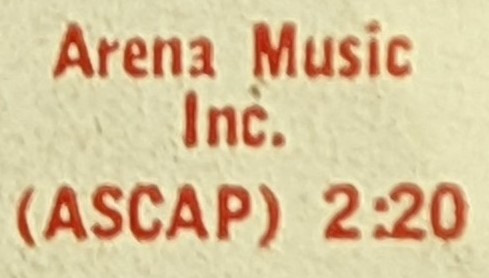 Arena Music
Inc.
(ASCAP) 2:20